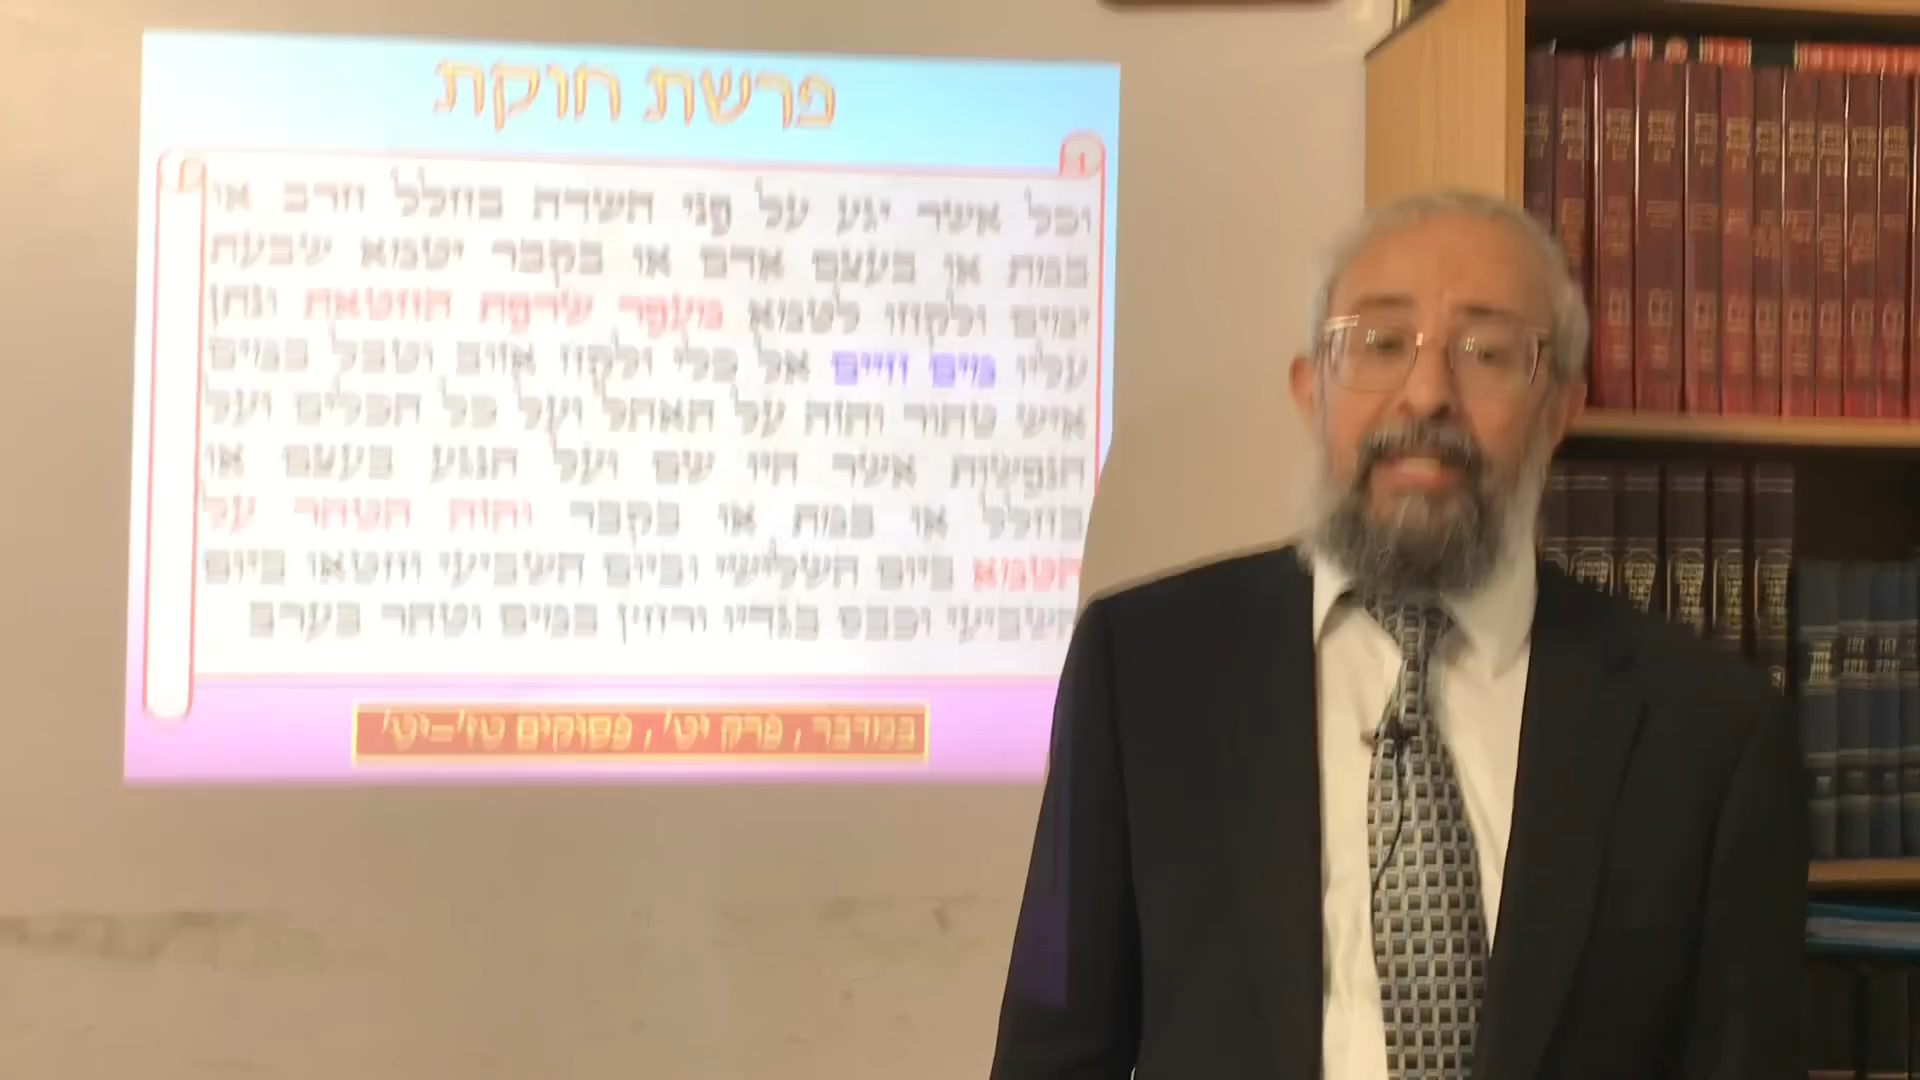 פרשת חוקת
וכל אשר יגע על פני השדה בחלל חרב או
במת או בעצם אדם או בקבר יטמא שבעת
ימים ולקחו לטמא מעפר שרפת החטאת ונתן
עליו מים חיים אל כלי ולקח אזוב וטבל במים
איש טהור והזה על האהל ועל כל הכלים ועל
הנפשות אשר היו שם ועל הנגע בעצם או
בחלל או במת או בקבר והזה הטהר על
הטמא ביום השלישי וביום השביעי וחטאו ביום
השביעי וכבס בגדיו ורחץ במים וטהר בערב
במדבר, פרק יט', פסוקים טז'–יט'